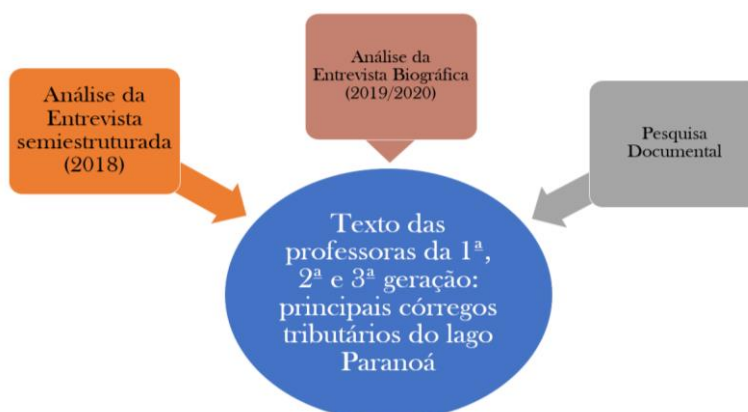 Análise da
Entrevista
semiestruturada
(2018)
Análise da
Entrevista Biográfica
(2019/2020)
Pesquisa
Documental
Texto das
professoras da 1ª,
2ª e 3ª geração:
principais córregos
tributários do lago
Paranoá